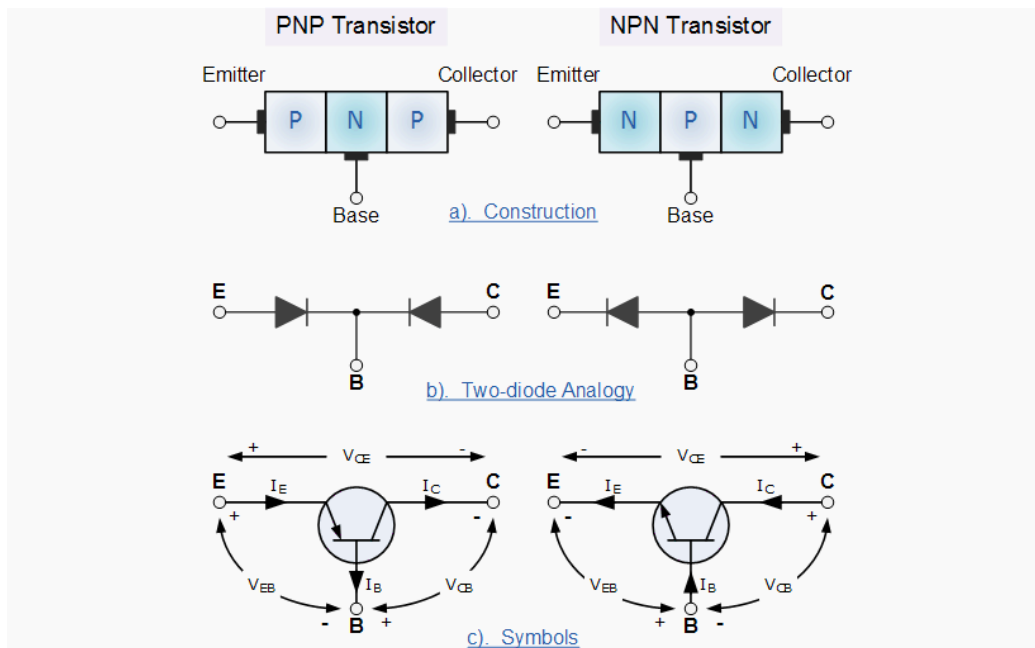 PNP Transistor
NPN Transistor
Emitter
Collector
Emitter
Collector
P N P
N P N
Base
Base
a). Construction
E
C
E
C
B
B
b). Two-diode Analogy
+ VCE -
- VCE +
E
IE
IC
C
E
IE
IC
C
+
-
-
+
VEB
IB
VCB
VEB
IB
VCB
- B +
+ B -
c). Symbols